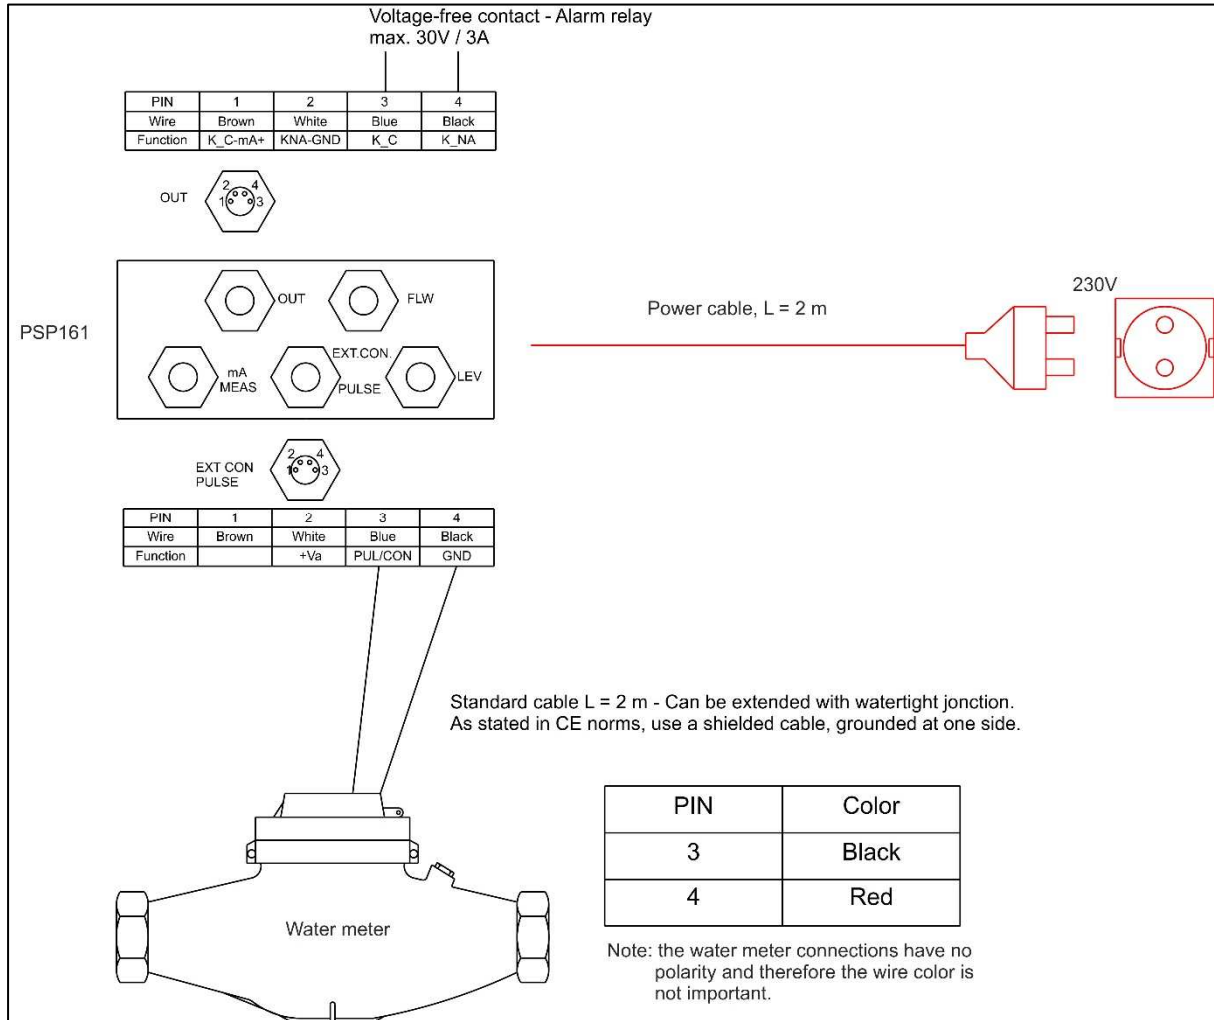 Voltage-free contact - Alarm relay
max. 30V / 3A
PIN 1 2 3 4
Wire Brown White Blue Black
Function K_C-mA+ KNA-GND K_C K_NA
OUT
2 4
1 3
PSP161
OUT
FLW
mA
MEAS
EXT.CON.
PULSE
LEV
Power cable, L = 2 m
230V
EXT CON
PULSE
2 4
1 3
PIN 1 2 3 4
Wire Brown White Blue Black
Function +Va PUL/CON GND
Standard cable L = 2 m - Can be extended with watertight jonction.
As stated in CE norms, use a shielded cable, grounded at one side.
PIN Color
3 Black
4 Red
Water meter
Note: the water meter connections have no
polarity and therefore the wire color is
not important.